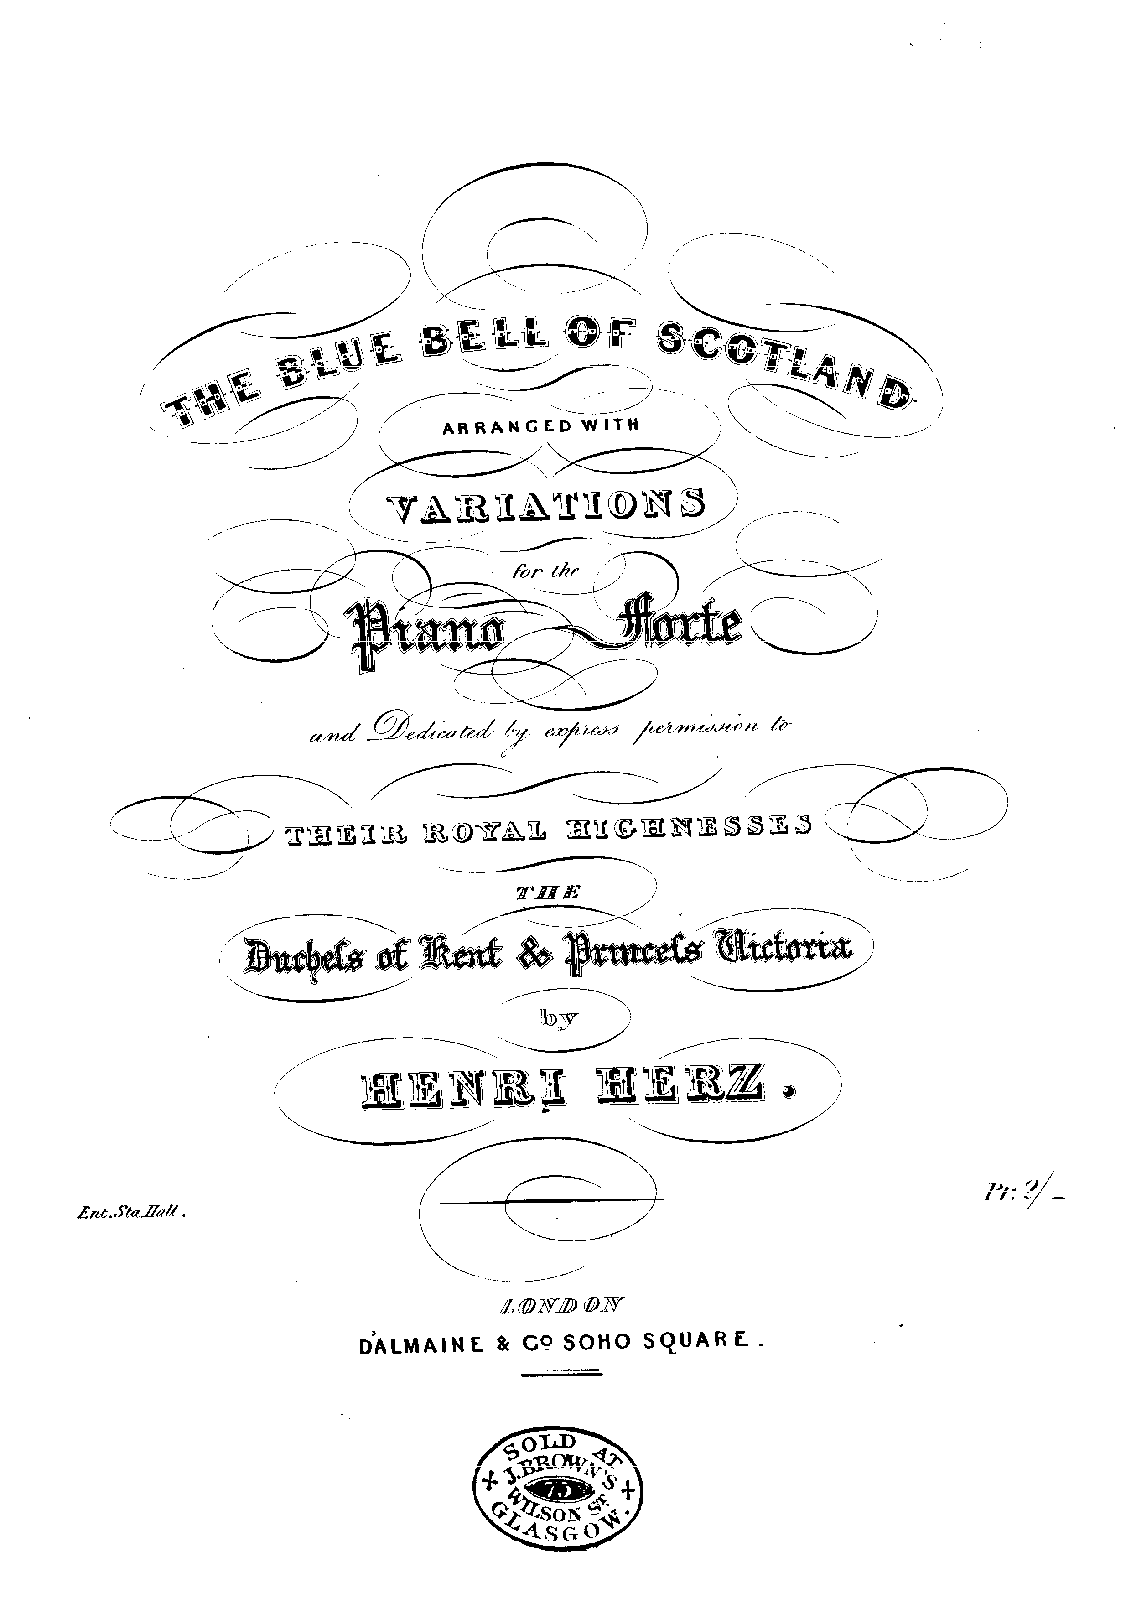 THE BLUE BELL OF SCOTLAND
ARRANGED WITH
VARIATIONS
for the
Piano Forte
and Dedicated by express permission to
THEIR ROYAL HIGHNESSES
THE
Ducheſs of Kent & Princeſs Victoria
by
HENRI HERZ.
Ent. Sta. Hall.
Pr: 2/_
LONDON
D'ALMAINE & Co SOHO SQUARE.
SOLD AT
J. BROWN'S
75
WILSON ST
GLASGOW.